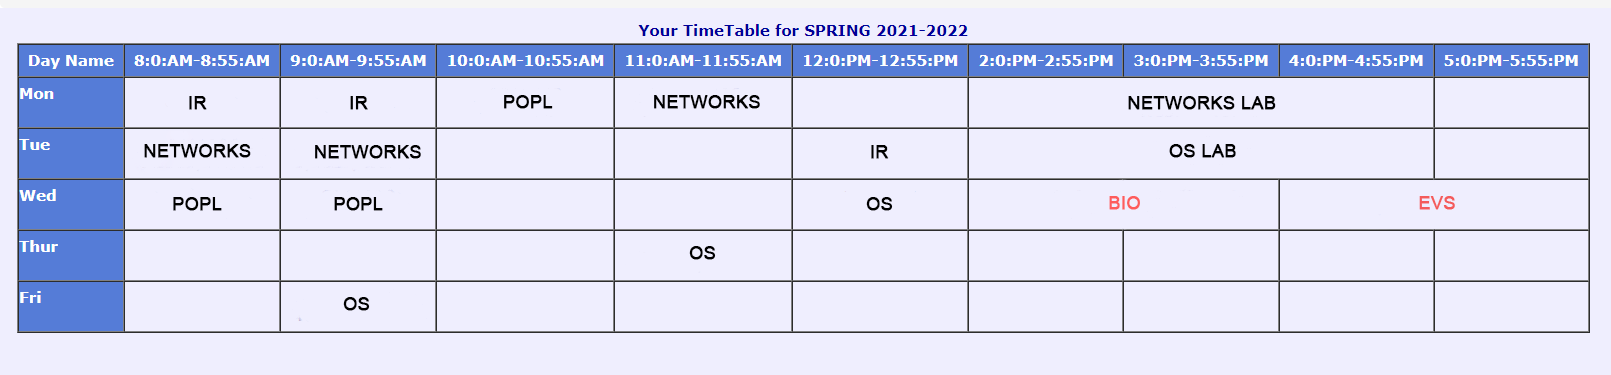 Your TimeTable for SPRING 2021-2022
Day Name 8:0:AM-8:55:AM 9:0:AM-9:55:AM 10:0:AM-10:55:AM 11:0:AM-11:55:AM 12:0:PM-12:55:PM 2:0:PM-2:55:PM 3:0:PM-3:55:PM 4:0:PM-4:55:PM 5:0:PM-5:55:PM
Mon IR IR POPL NETWORKS NETWORKS LAB
Tue NETWORKS NETWORKS IR OS LAB
Wed POPL POPL OS BIO EVS
Thur OS
Fri OS